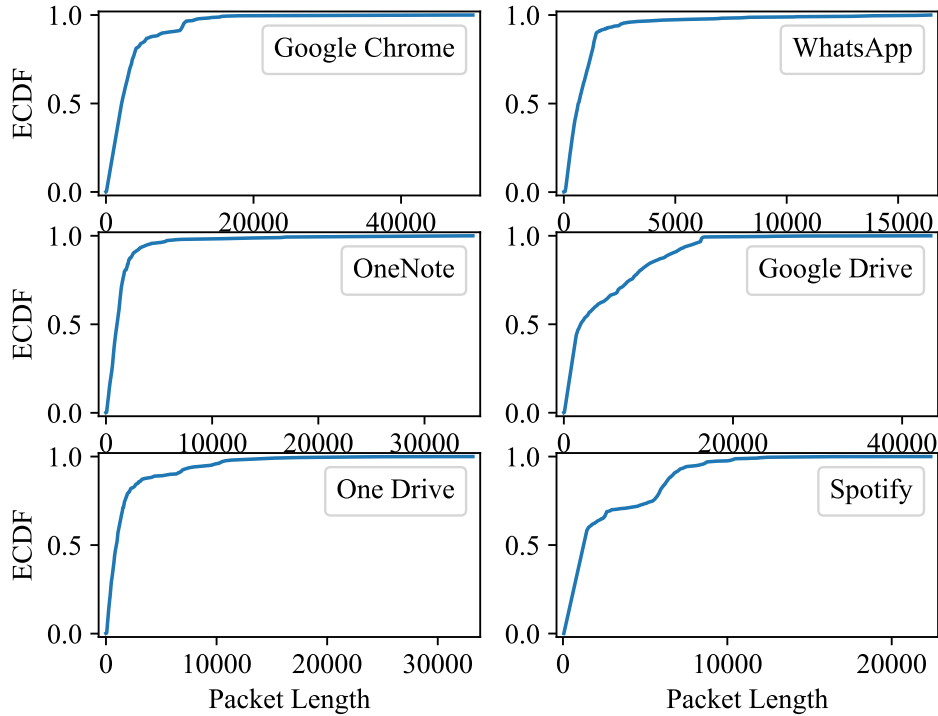 1.0
0.5
0.0
ECDF
Google Chrome
0 20000 40000
WhatsApp
0 5000 10000 15000
1.0
0.5
0.0
ECDF
OneNote
0 10000 20000 30000
1.0
0.5
0.0
Google Drive
0 20000 40000
1.0
0.5
0.0
1.0
0.5
0.0
ECDF
One Drive
0 10000 20000 30000
Packet Length
1.0
0.5
0.0
Spotify
0 10000 20000
Packet Length